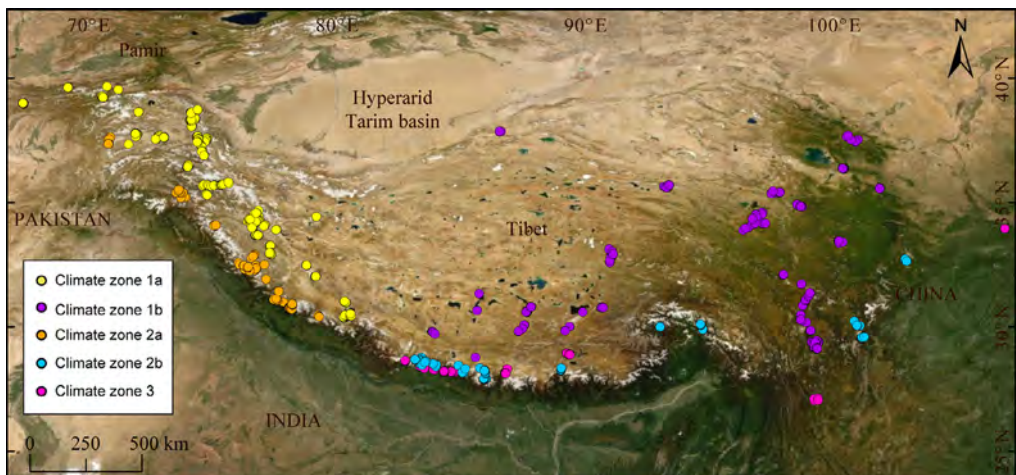 70°E
80°E
90°E
100°E
N
Pamir
40°N
Hyperarid
Tarim basin
35°N
PAKISTAN
Tibet
Climate zone 1a
Climate zone 1b
Climate zone 2a
Climate zone 2b
Climate zone 3
CHINA
30°N
INDIA
0 250 500 km
25°N